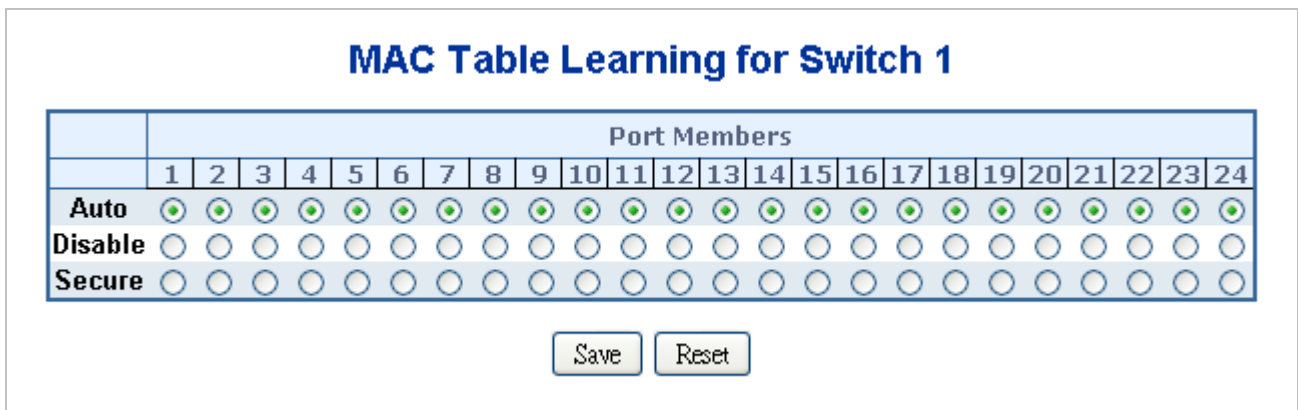 MAC Table Learning for Switch 1
Port Members
1 2 3 4 5 6 7 8 9 10 11 12 13 14 15 16 17 18 19 20 21 22 23 24
Auto
Disable
Secure
Save Reset